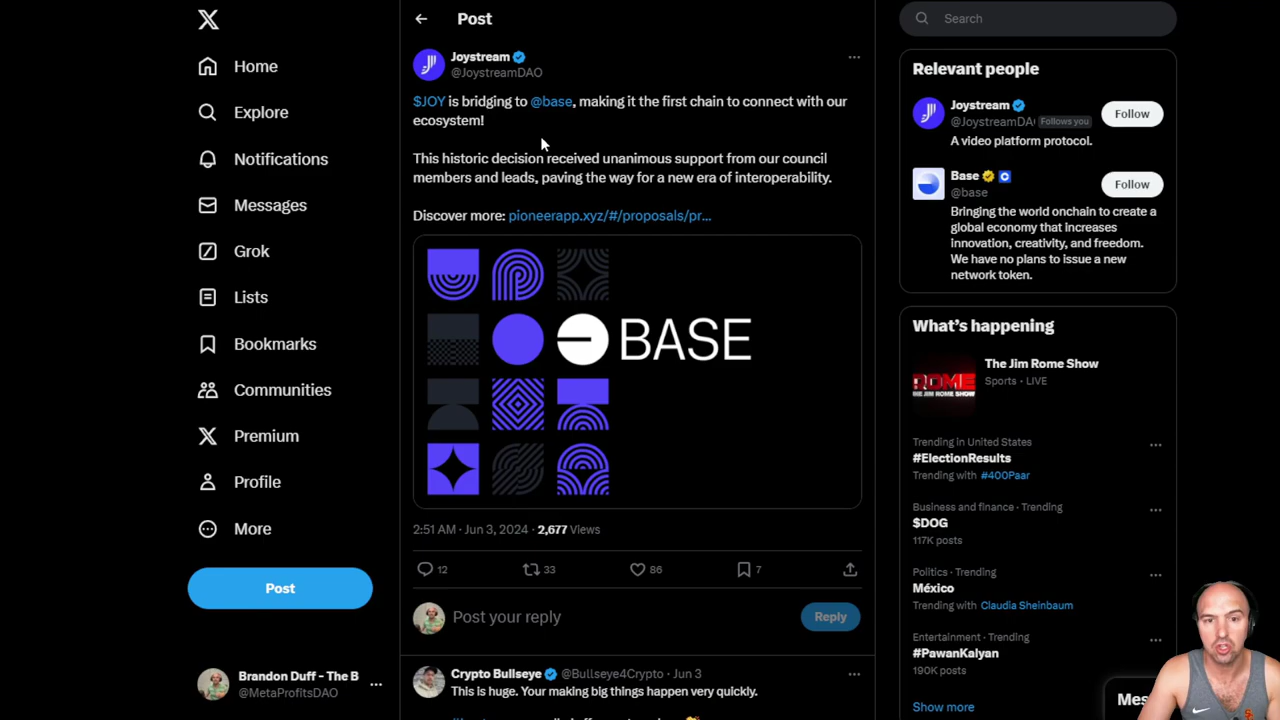 Home
Explore
Notifications
Messages
Grok
Lists
Bookmarks
Communities
Premium
Profile
More
Post
Brandon Duff - The B
@MetaProfitsDAO
Post
Joystream
@JoystreamDAO
$JOY is bridging to @base, making it the first chain to connect with our
ecosystem!
This historic decision received unanimous support from our council
members and leads, paving the way for a new era of interoperability.
Discover more: pioneerapp.xyz/#/proposals/pr...
BASE
2:51 AM · Jun 3, 2024 · 2,677 Views
12
33
86
7
Post your reply
Reply
Crypto Bullseye @Bullseye4Crypto · Jun 3
This is huge. Your making big things happen very quickly.
Search
Relevant people
Joystream
@JoystreamDA Follows you
Follow
A video platform protocol.
Base
@base
Follow
Bringing the world onchain to create a
global economy that increases
innovation, creativity, and freedom.
We have no plans to issue a new
network token.
What's happening
ROME
The Jim Rome Show
Sports · LIVE
Trending in United States
#ElectionResults
Trending with #400Paar
Business and finance · Trending
$DOG
117K posts
Politics · Trending
México
Trending with Claudia Sheinbaum
Entertainment · Trending
#PawanKalyan
190K posts
Show more
Mes